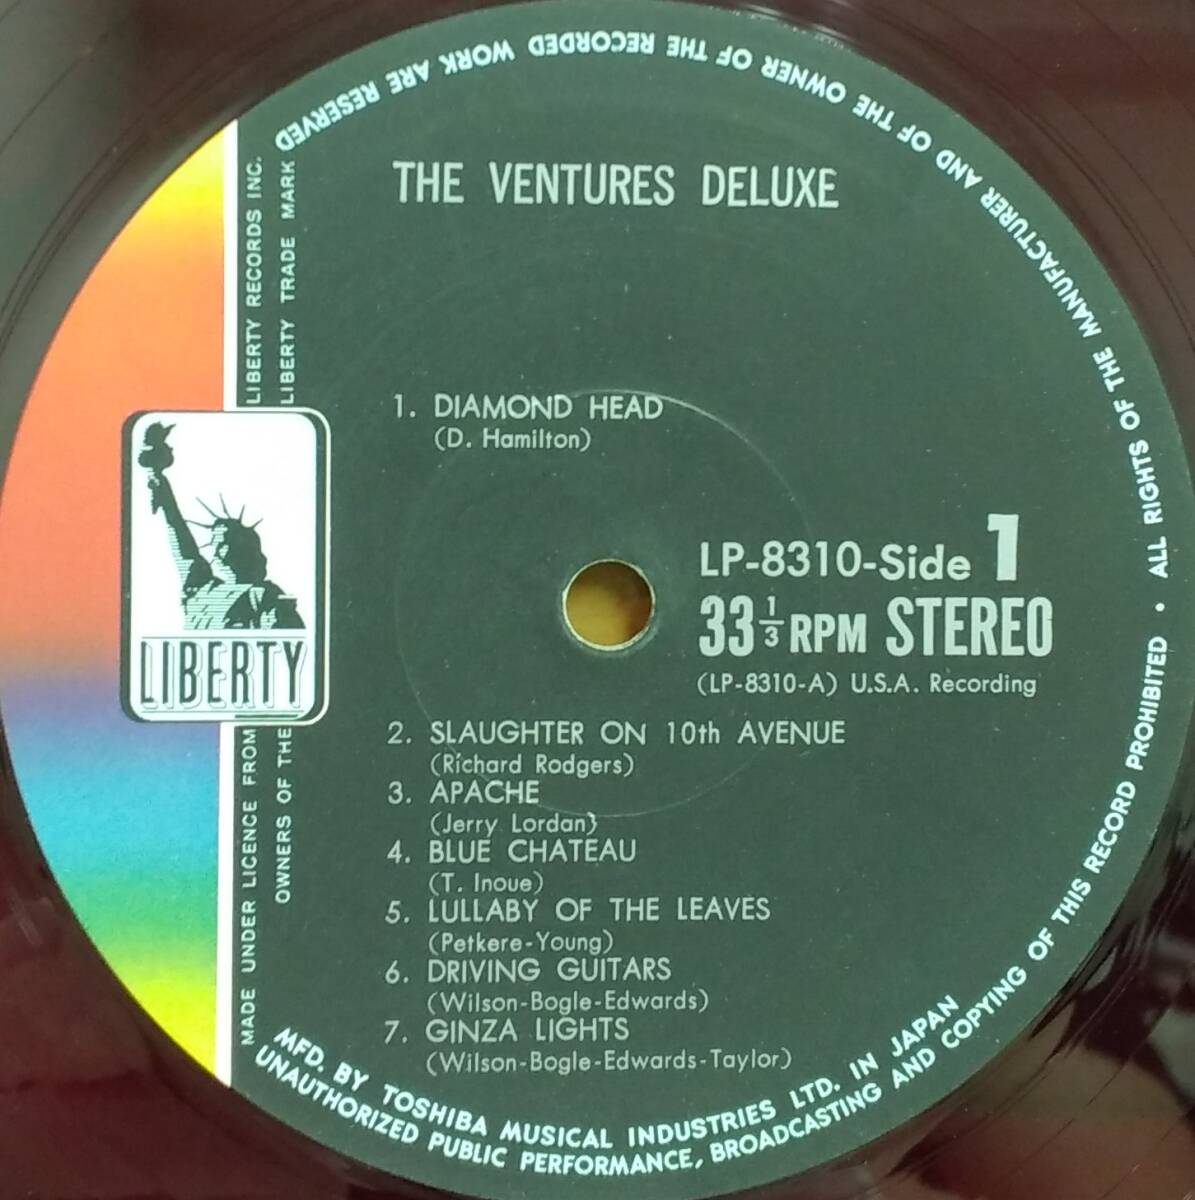 THE VENTURES DELUXE
1. DIAMOND HEAD
(D. Hamilton)
LP-8310-Side 1
33 1/3 RPM STEREO
(LP-8310-A) U.S.A. Recording
2. SLAUGHTER ON 10th AVENUE
(Richard Rodgers)
3. APACHE
(Jerry Lordan)
4. BLUE CHATEAU
(T. Inoue)
5. LULLABY OF THE LEAVES
(Petkere-Young)
6. DRIVING GUITARS
(Wilson-Bogle-Edwards)
7. GINZA LIGHTS
(Wilson-Bogle-Edwards-Taylor)
LIBERTY
MADE UNDER LICENCE FROM LIBERTY RECORDS INC.
OWNERS OF THE LIBERTY TRADE MARK
MFD. BY TOSHIBA MUSICAL INDUSTRIES LTD. IN JAPAN
UNAUTHORIZED PUBLIC PERFORMANCE, BROADCASTING AND COPYING OF THIS RECORD PROHIBITED • ALL RIGHTS OF THE MANUFACTURER AND OF THE OWNER OF THE RECORDED WORK ARE RESERVED